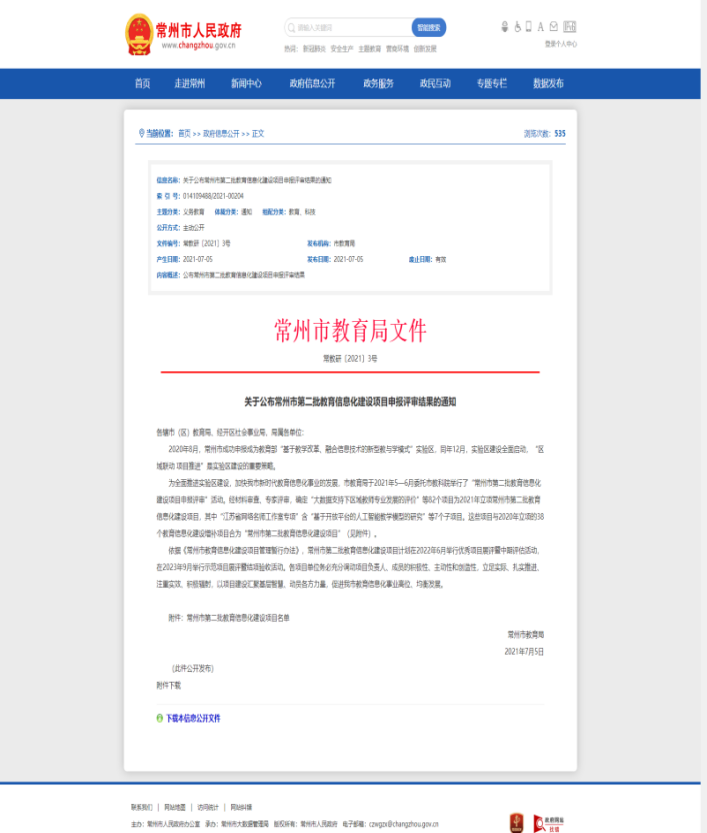 常州市人民政府
www.changzhou.gov.cn
请输入关键词
智能搜索
热词： 新冠肺炎 安全生产 主题教育 营商环境 创新发展
登录个人中心
首页 走进常州 新闻中心 政府信息公开 政务服务 政民互动 专题专栏 数据发布
当前位置： 首页 >> 政府信息公开 >> 正文
浏览次数：535
信息名称：关于公布常州市第二批教育信息化建设项目申报评审结果的通知
索 引 号：014109488/2021-00204
主题分类：义务教育 体裁分类：通知 组配分类：教育、科技
公开方式：主动公开
文件编号：常教研〔2021〕3号 发布机构：市教育局
产生日期：2021-07-05 发布日期：2021-07-05 废止日期：有效
内容概述：公布常州市第二批教育信息化建设项目申报评审结果
常州市教育局文件
常教研〔2021〕3号
关于公布常州市第二批教育信息化建设项目申报评审结果的通知
各辖市（区）教育局，经开区社会事业局，局属各单位：
2020年8月，常州市成功申报成为教育部“基于教学改革、融合信息技术的新型教与学模式”实验区，同年12月，实验区建设全面启动，“区
域联动 项目推进”是实验区建设的重要策略。
为全面推进实验区建设，加快我市新时代教育信息化事业的发展，市教育局于2021年5—6月委托市教科院举行了“常州市第二批教育信息化
建设项目申报评审”活动。经材料审查、专家评审，确定“大数据支持下区域教师专业发展的评价”等82个项目为2021年立项常州市第二批教育
信息化建设项目，其中“江苏省网络名师工作室专项”含“基于开放平台的人工智能教学模型的研究”等7个子项目。这些项目与2020年立项的38
个教育信息化建设增补项目合为“常州市第二批教育信息化建设项目”（见附件）。
依据《常州市教育信息化建设项目管理暂行办法》，常州市第二批教育信息化建设项目计划在2022年6月举行优秀项目展评暨中期评估活动，
在2023年9月举行示范项目展评暨结项验收活动。各项目单位务必充分调动项目负责人、成员的积极性、主动性和创造性，立足实际、扎实推进，
注重实效、积极辐射，以项目建设汇聚基层智慧、动员各方力量，促进我市教育信息化事业高位、均衡发展。
附件：常州市第二批教育信息化建设项目名单
常州市教育局
2021年7月5日
（此件公开发布）
附件下载
下载本信息公开文件
联系我们 | 网站地图 | 访问统计 | 网站纠错
主办：常州市人民政府办公室 承办：常州市大数据管理局 版权所有：常州市人民政府 电子邮箱：czwgzx@changzhou.gov.cn
政府网站
找错